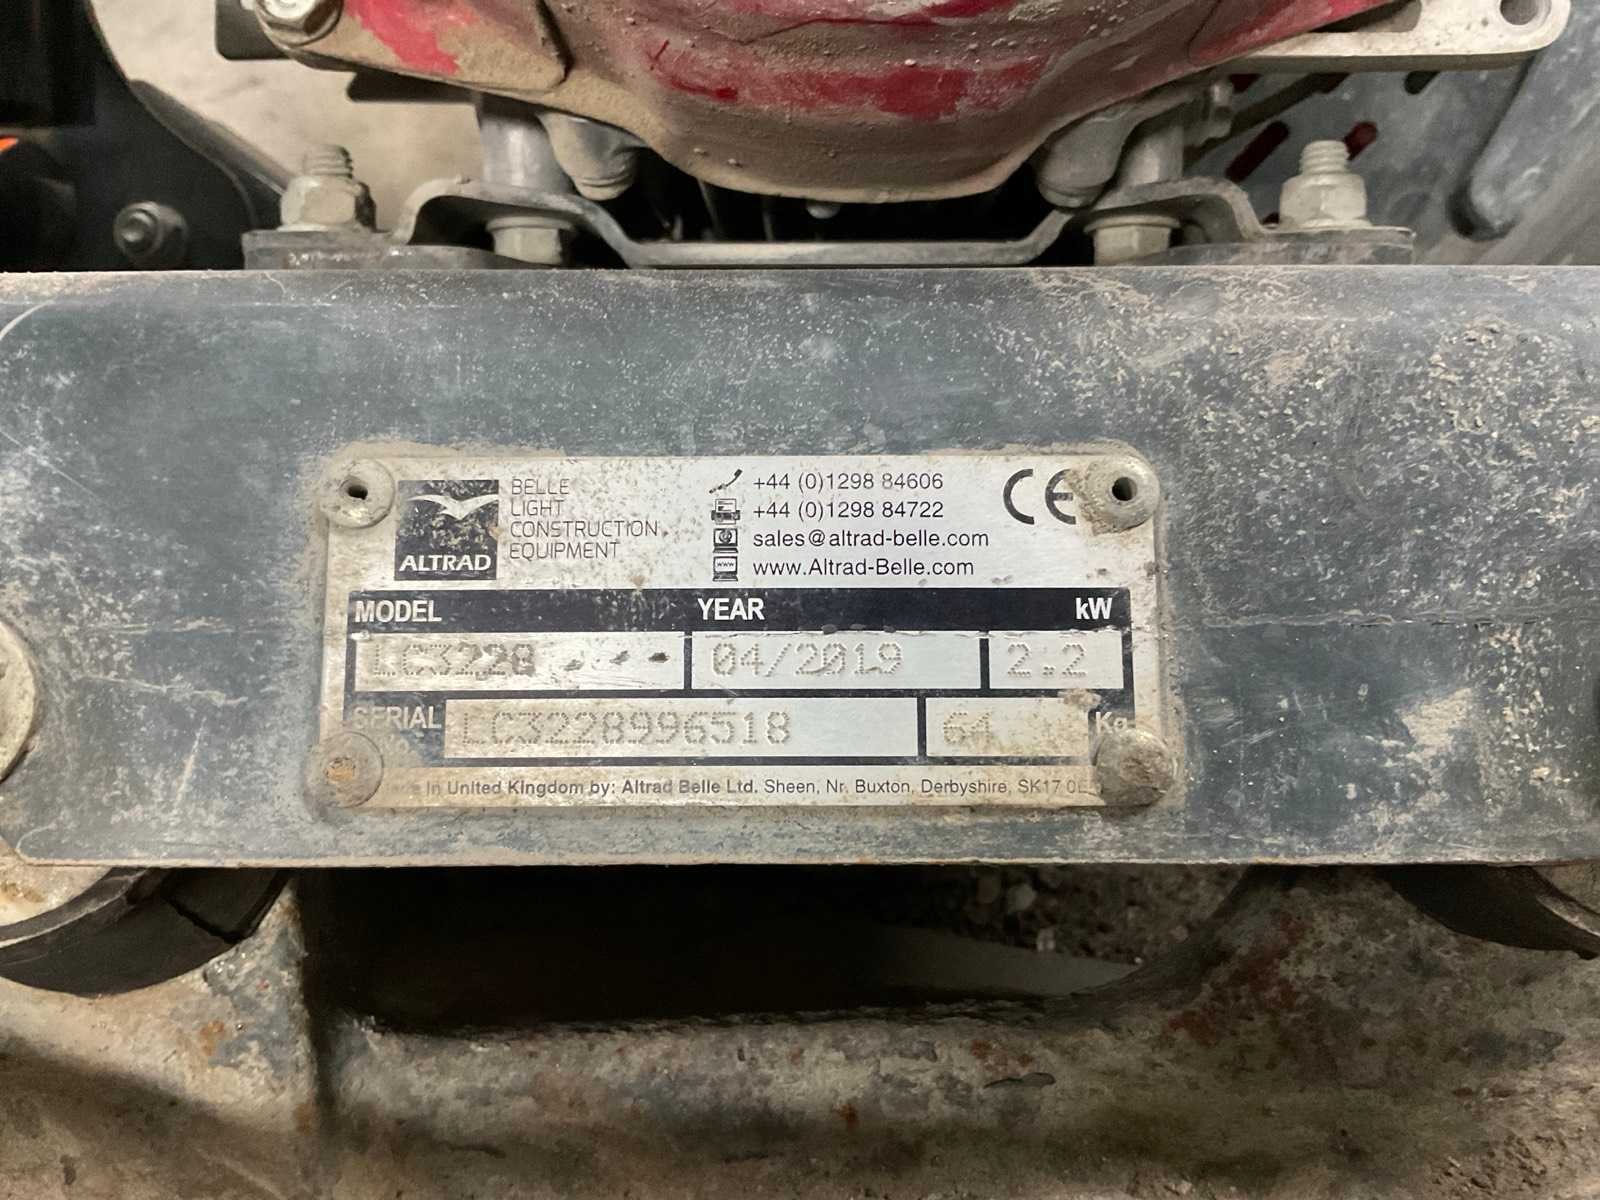 ALTRAD
BELLE
LIGHT
CONSTRUCTION
EQUIPMENT
+44 (0)1298 84606
+44 (0)1298 84722
sales@altrad-belle.com
www.Altrad-Belle.com
CE
MODEL YEAR kW
LC3228 --- 04/2019 2.2
SERIAL No. LC3228996518 64 Kg
in United Kingdom by: Altrad Belle Ltd. Sheen, Nr. Buxton, Derbyshire, SK17